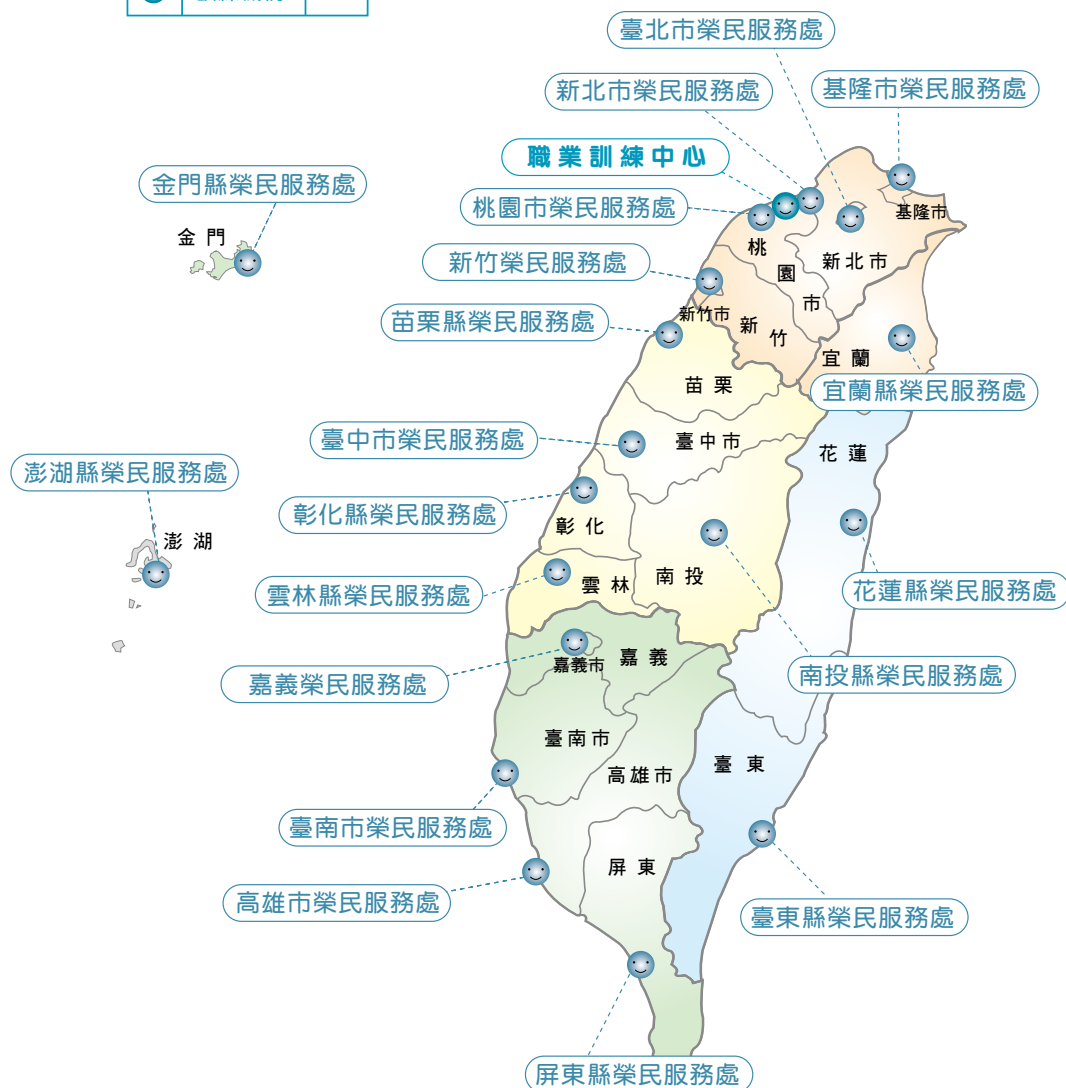 臺北市榮民服務處
新北市榮民服務處
基隆市榮民服務處
職業訓練中心
金門縣榮民服務處
桃園市榮民服務處
基隆市
金門
桃園市
新北市
新竹榮民服務處
新竹市
新竹
苗栗縣榮民服務處
宜蘭
苗栗
宜蘭縣榮民服務處
臺中市榮民服務處
臺中市
花蓮
澎湖縣榮民服務處
彰化縣榮民服務處
彰化
澎湖
南投
雲林
雲林縣榮民服務處
花蓮縣榮民服務處
嘉義市
嘉義
嘉義榮民服務處
南投縣榮民服務處
臺南市
臺東
高雄市
臺南市榮民服務處
屏東
高雄市榮民服務處
臺東縣榮民服務處
屏東縣榮民服務處